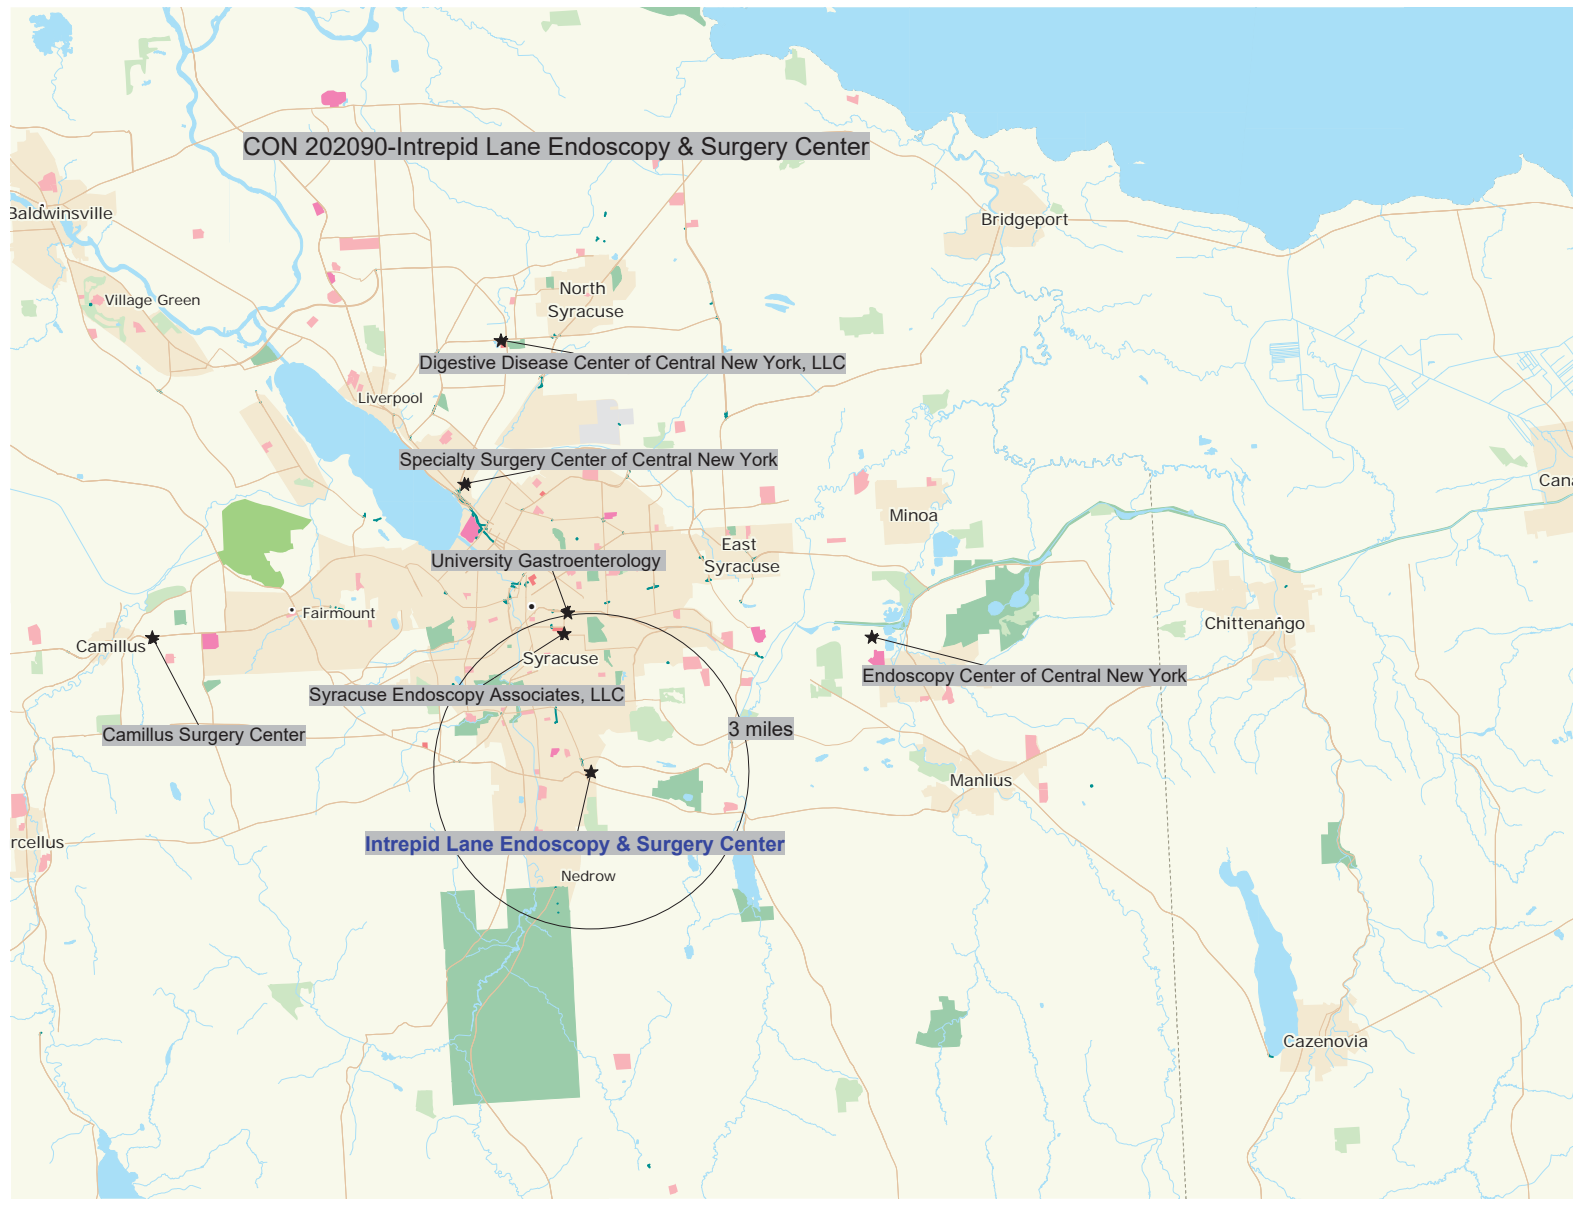 CON 202090-Intrepid Lane Endoscopy & Surgery Center
Baldwinsville
Bridgeport
Village Green
North
Syracuse
Digestive Disease Center of Central New York, LLC
Liverpool
Specialty Surgery Center of Central New York
Cana
Minoa
East
Syracuse
University Gastroenterology
Fairmount
Camillus
Chittenango
Syracuse
Endoscopy Center of Central New York
Syracuse Endoscopy Associates, LLC
3 miles
Camillus Surgery Center
Manlius
rcellus
Intrepid Lane Endoscopy & Surgery Center
Nedrow
Cazenovia